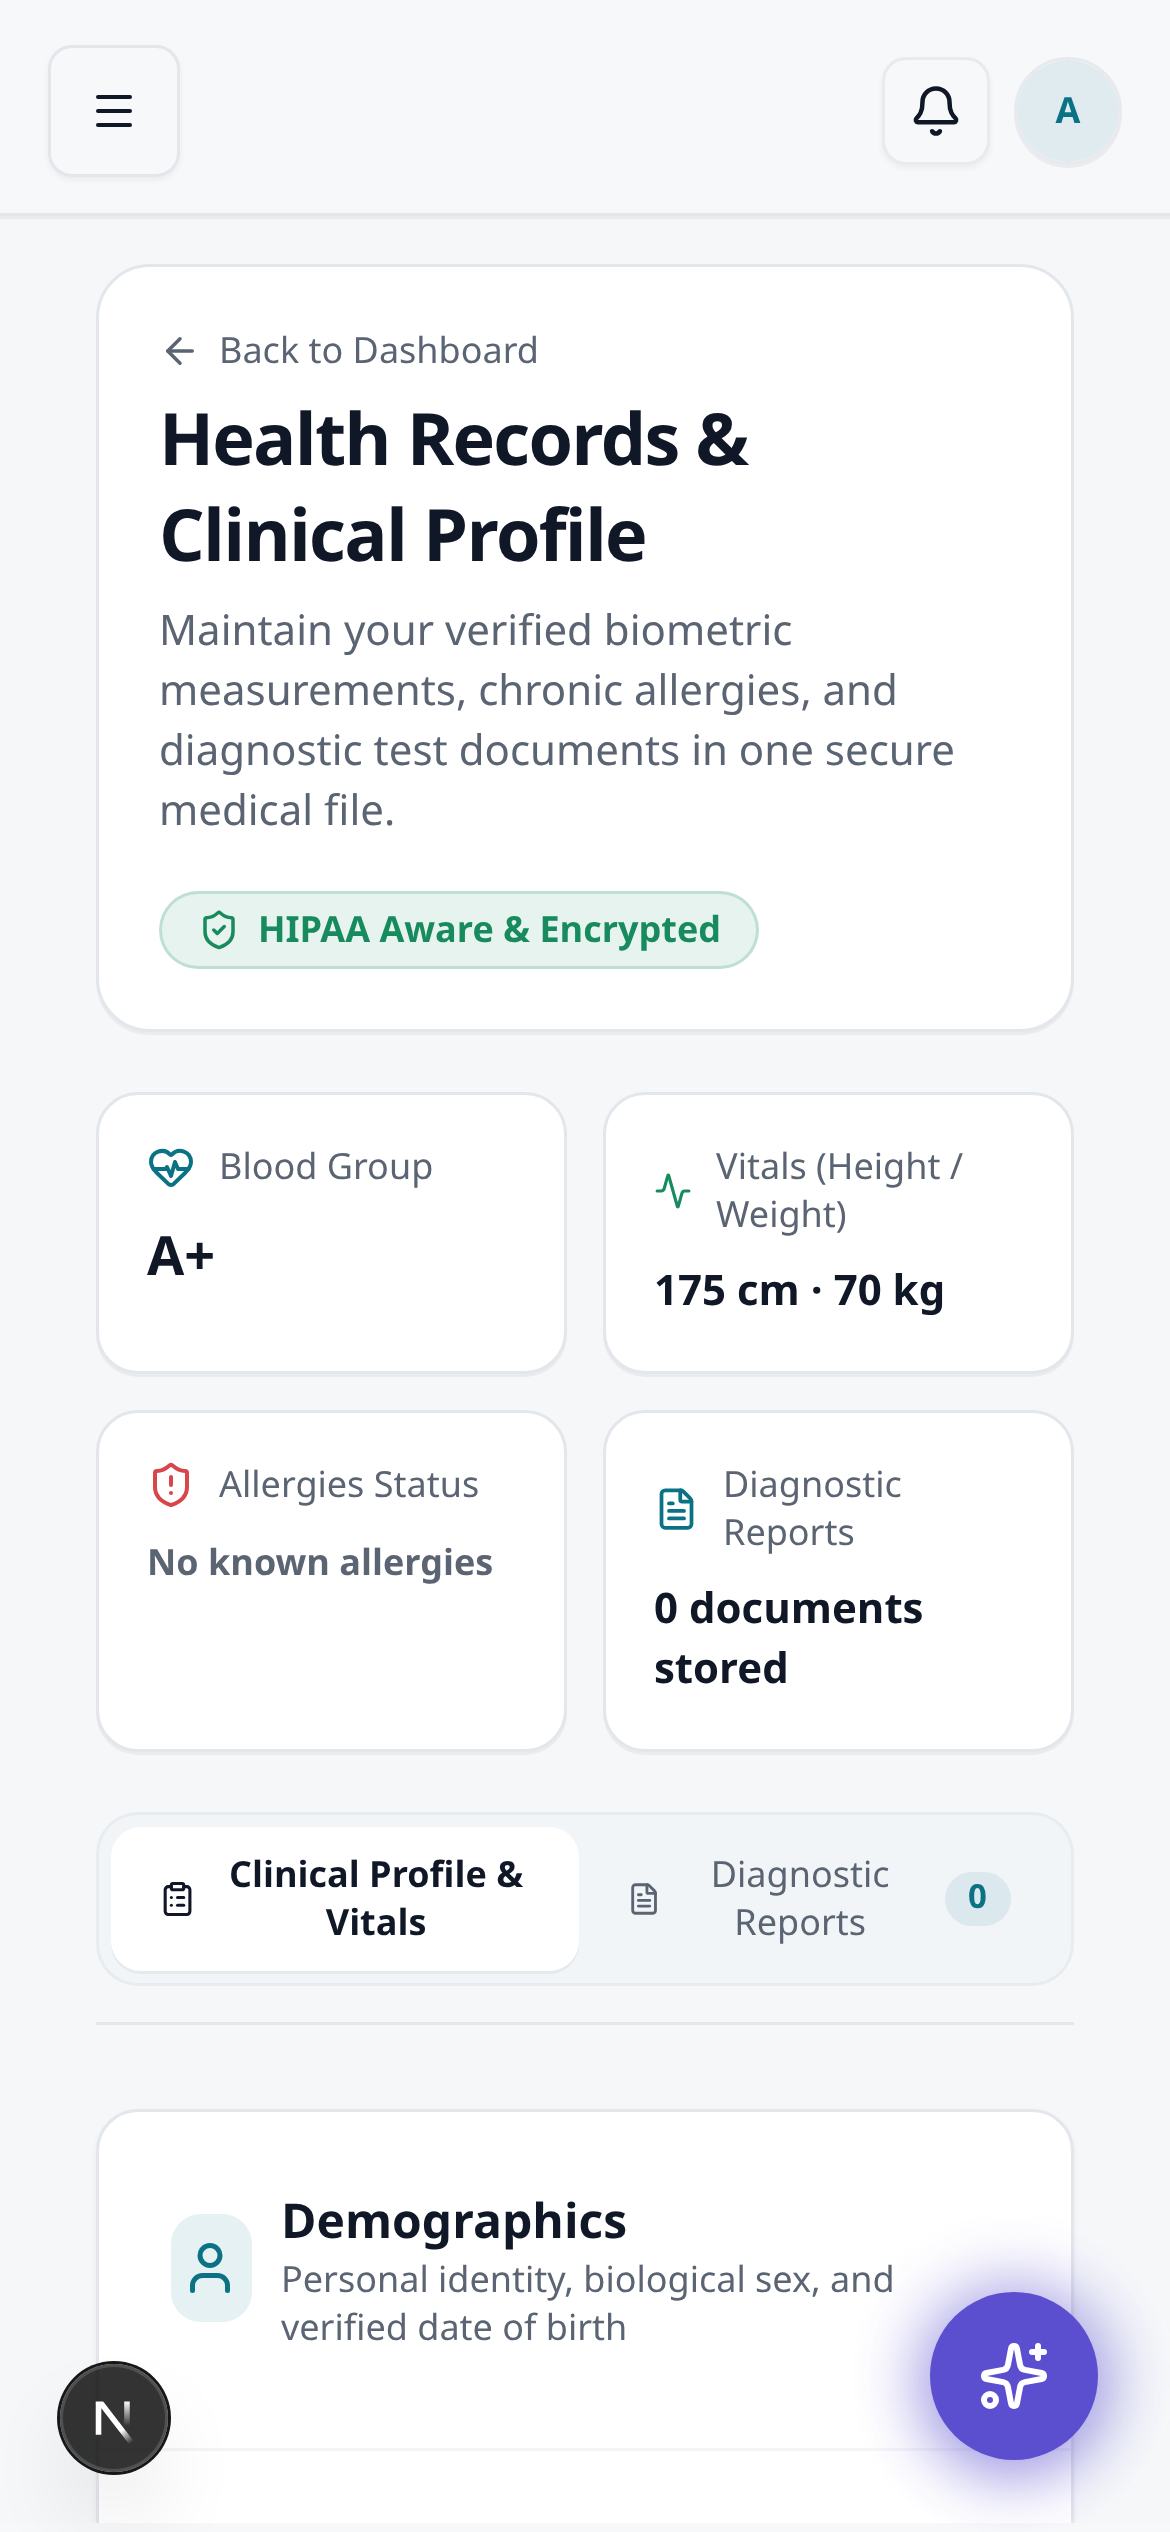 A
Back to Dashboard
Health Records &
Clinical Profile
Maintain your verified biometric
measurements, chronic allergies, and
diagnostic test documents in one secure
medical file.
HIPAA Aware & Encrypted
Blood Group
A+
Vitals (Height /
Weight)
175 cm · 70 kg
Allergies Status
No known allergies
Diagnostic
Reports
0 documents
stored
Clinical Profile &
Vitals
Diagnostic
Reports
0
Demographics
Personal identity, biological sex, and
verified date of birth
N